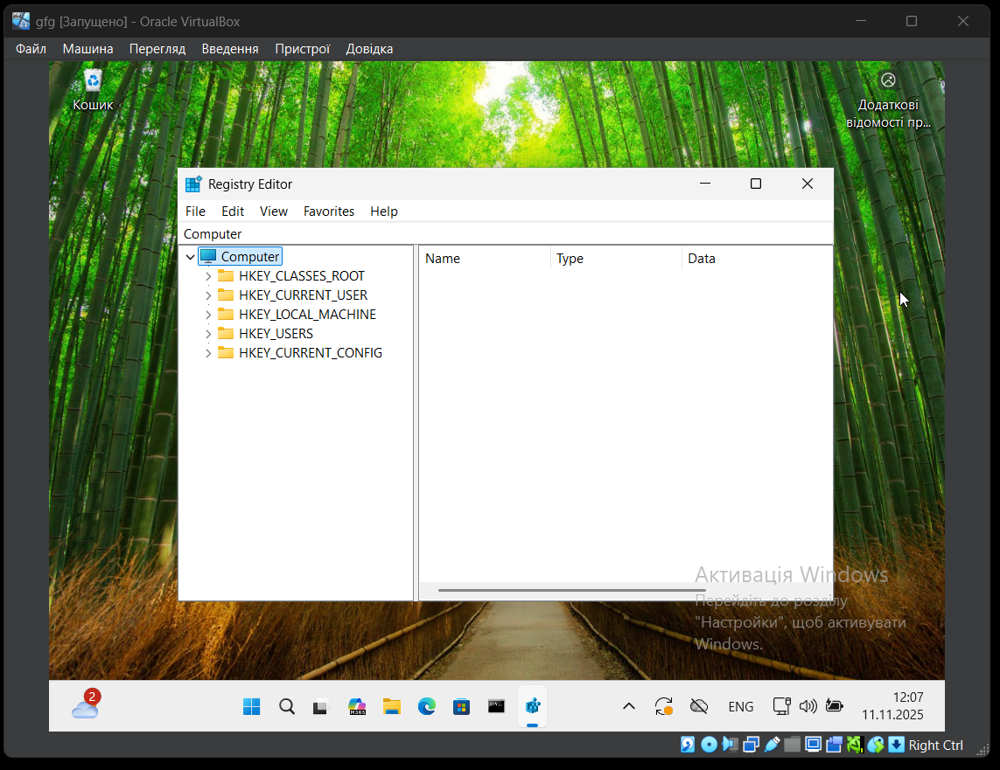 gfg [Запущено] - Oracle VirtualBox
Файл Машина Перегляд Введення Пристрої Довідка
Кошик
Додаткові
відомості пр...
Registry Editor
File Edit View Favorites Help
Computer
Computer
HKEY_CLASSES_ROOT
HKEY_CURRENT_USER
HKEY_LOCAL_MACHINE
HKEY_USERS
HKEY_CURRENT_CONFIG
Name Type Data
Активація Windows
Перейдіть до розділу
"Настройки", щоб активувати
Windows.
2
M365
ENG
12:07
11.11.2025
Right Ctrl